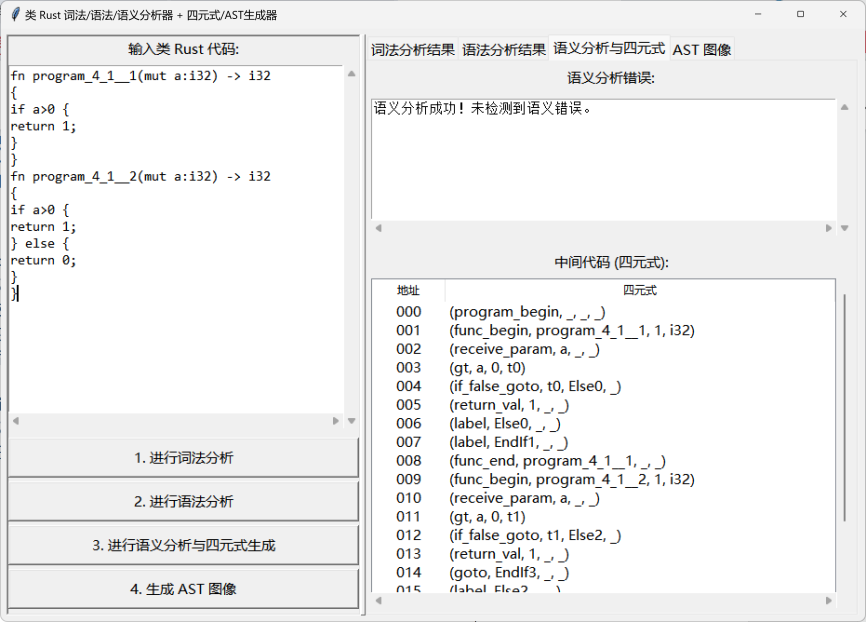 类 Rust 词法/语法/语义分析器 + 四元式/AST生成器
输入类 Rust 代码:
fn program_4_1__1(mut a:i32) -> i32
{
if a>0 {
return 1;
}
}
fn program_4_1__2(mut a:i32) -> i32
{
if a>0 {
return 1;
} else {
return 0;
}
}
1. 进行词法分析
2. 进行语法分析
3. 进行语义分析与四元式生成
4. 生成 AST 图像
词法分析结果 语法分析结果 语义分析与四元式 AST 图像
语义分析错误:
语义分析成功！未检测到语义错误。
中间代码 (四元式):
地址 四元式
000 (program_begin, _, _, _)
001 (func_begin, program_4_1__1, 1, i32)
002 (receive_param, a, _, _)
003 (gt, a, 0, t0)
004 (if_false_goto, t0, Else0, _)
005 (return_val, 1, _, _)
006 (label, Else0, _, _)
007 (label, EndIf1, _, _)
008 (func_end, program_4_1__1, _, _)
009 (func_begin, program_4_1__2, 1, i32)
010 (receive_param, a, _, _)
011 (gt, a, 0, t1)
012 (if_false_goto, t1, Else2, _)
013 (return_val, 1, _, _)
014 (goto, EndIf3, _, _)
015 (label, Else2, _, _)